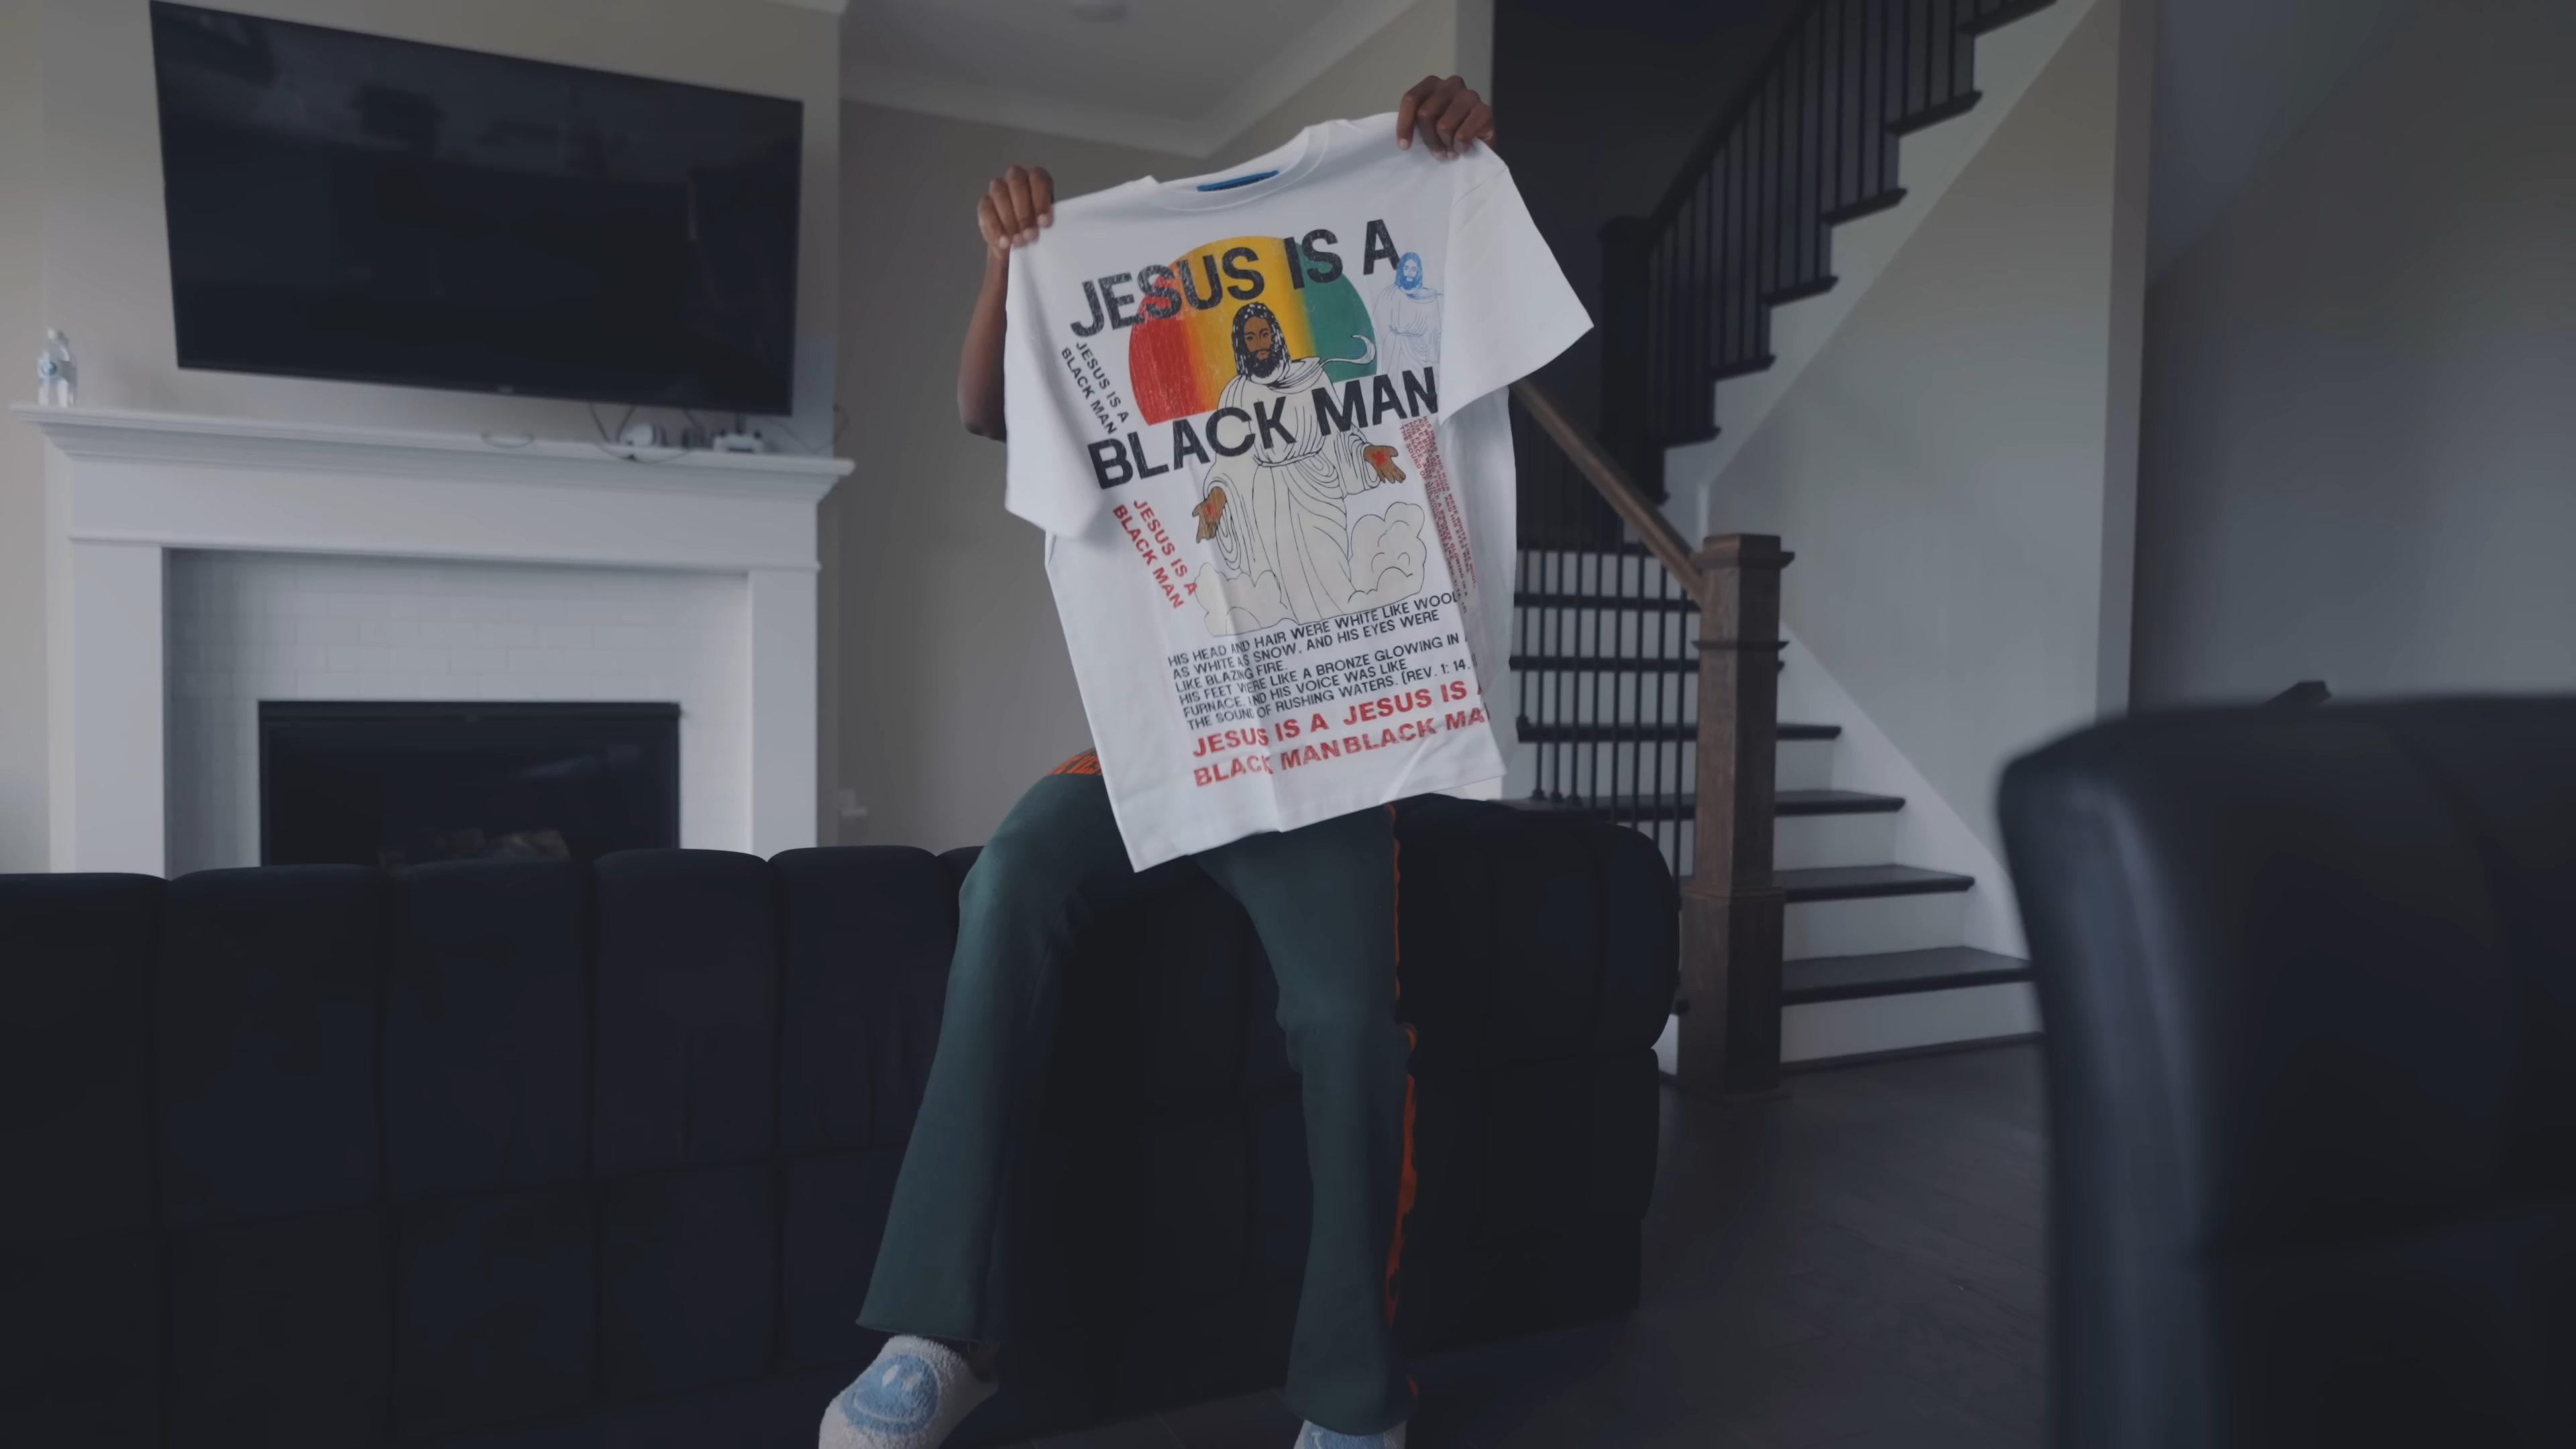 JESUS IS A
BLACK MAN
JESUS IS A
BLACK MAN
JESUS IS A
BLACK MAN
HIS HEAD AND HAIR WERE WHITE LIKE WOOL
AS WHITE AS SNOW, AND HIS EYES WERE
LIKE BLAZING FIRE.
HIS FEET WERE LIKE A BRONZE GLOWING IN
FURNACE, AND HIS VOICE WAS LIKE
THE SOUND OF RUSHING WATERS. (REV. 1: 14.
JESUS IS A JESUS IS A
BLACK MAN BLACK MA